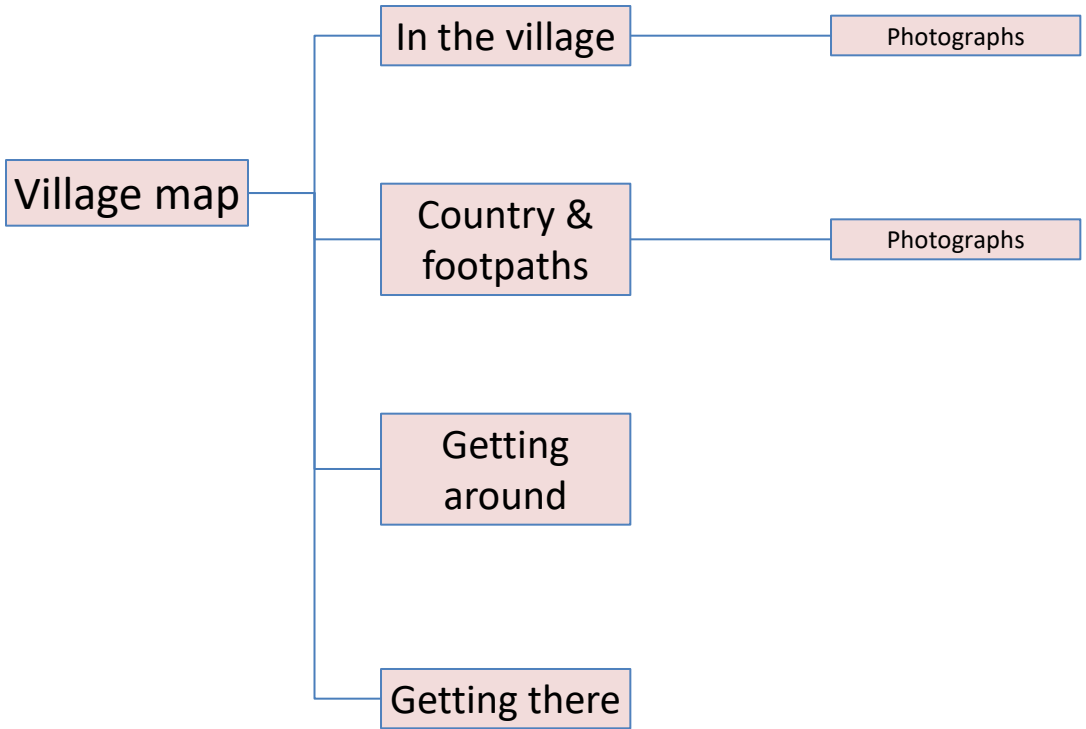 Village map
In the village
Photographs
Country &
footpaths
Photographs
Getting
around
Getting there